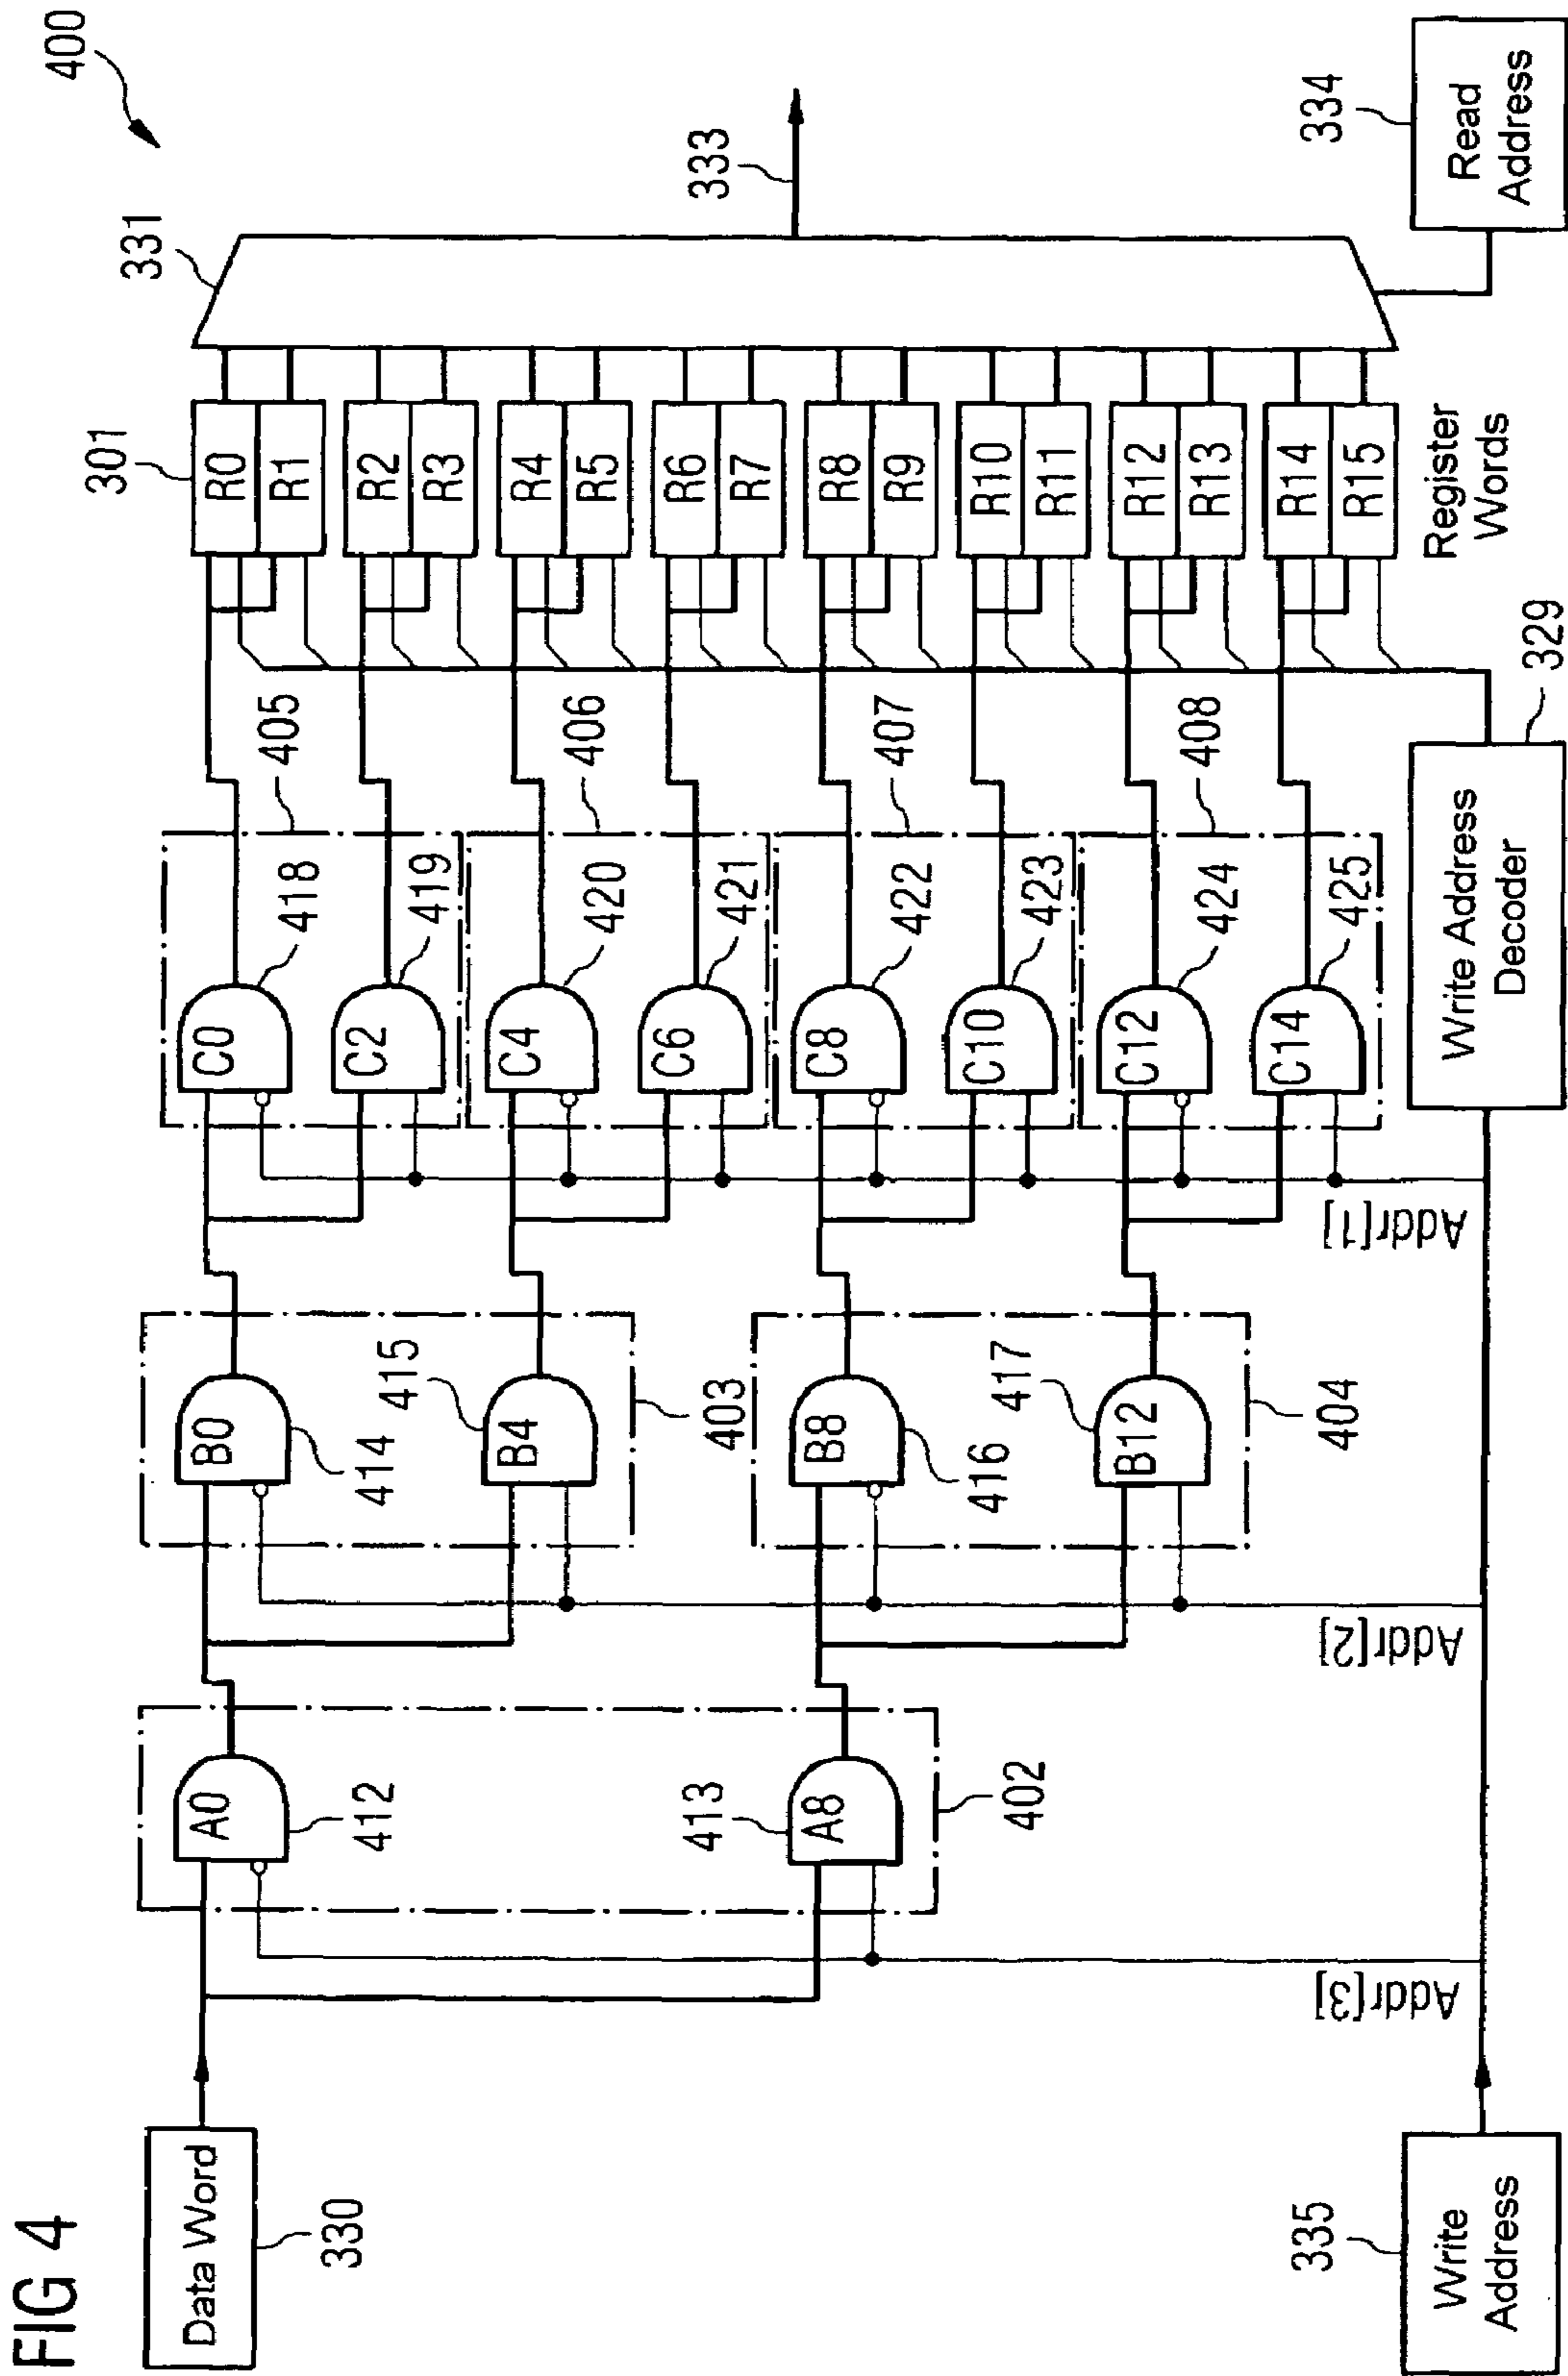 FIG 4
400
Data Word
330
A0
412
A8
413
402
B0
414
B4
415
403
B8
416
B12
417
404
C0
418
C2
419
405
C4
420
C6
421
406
C8
422
C10
423
407
C12
424
C14
425
408
301
R0
R1
R2
R3
R4
R5
R6
R7
R8
R9
R10
R11
R12
R13
R14
R15
Register
Words
331
333
Write
Address
335
Addr[3]
Addr[2]
Addr[1]
Write Address
Decoder
329
Read
Address
334